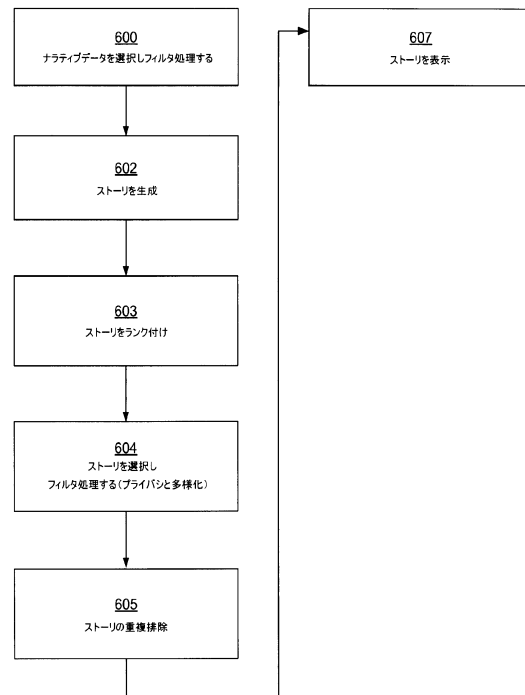 600
ナラティブデータを選択しフィルタ処理する
602
ストーリを生成
603
ストーリをランク付け
604
ストーリを選択し
フィルタ処理する(プライバシと多様化)
605
ストーリの重複排除
607
ストーリを表示